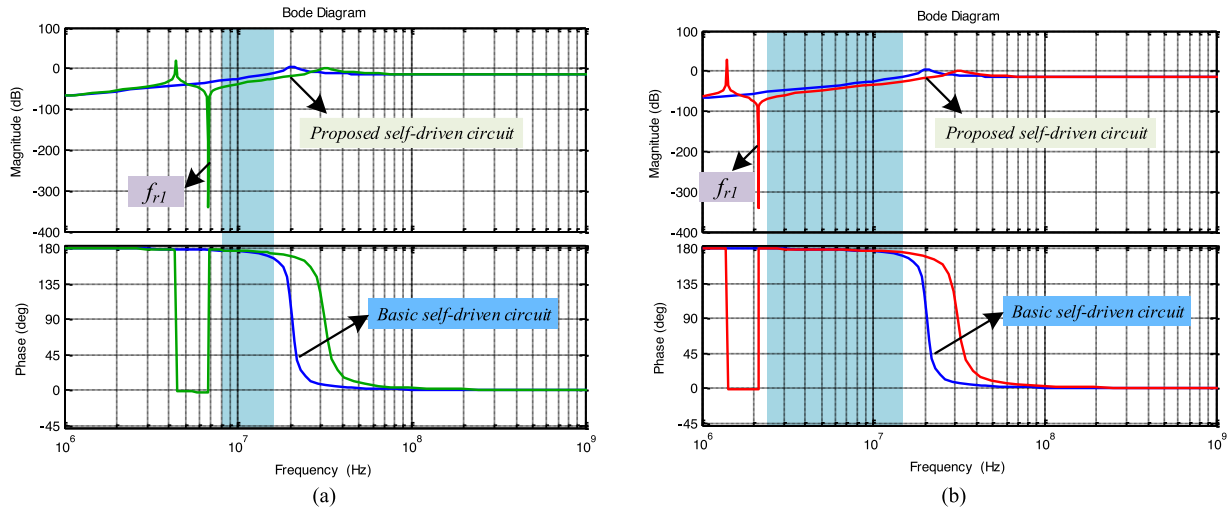 Bode Diagram
100
0
-100
-200
-300
-400
Magnitude (dB)
Proposed self-driven circuit
fr1
180
135
90
45
0
-45
Phase (deg)
Basic self-driven circuit
10^6
10^7
10^8
10^9
Frequency (Hz)
(a)
Bode Diagram
100
0
-100
-200
-300
-400
Magnitude (dB)
Proposed self-driven circuit
fr1
180
135
90
45
0
-45
Phase (deg)
Basic self-driven circuit
10^6
10^7
10^8
10^9
Frequency (Hz)
(b)